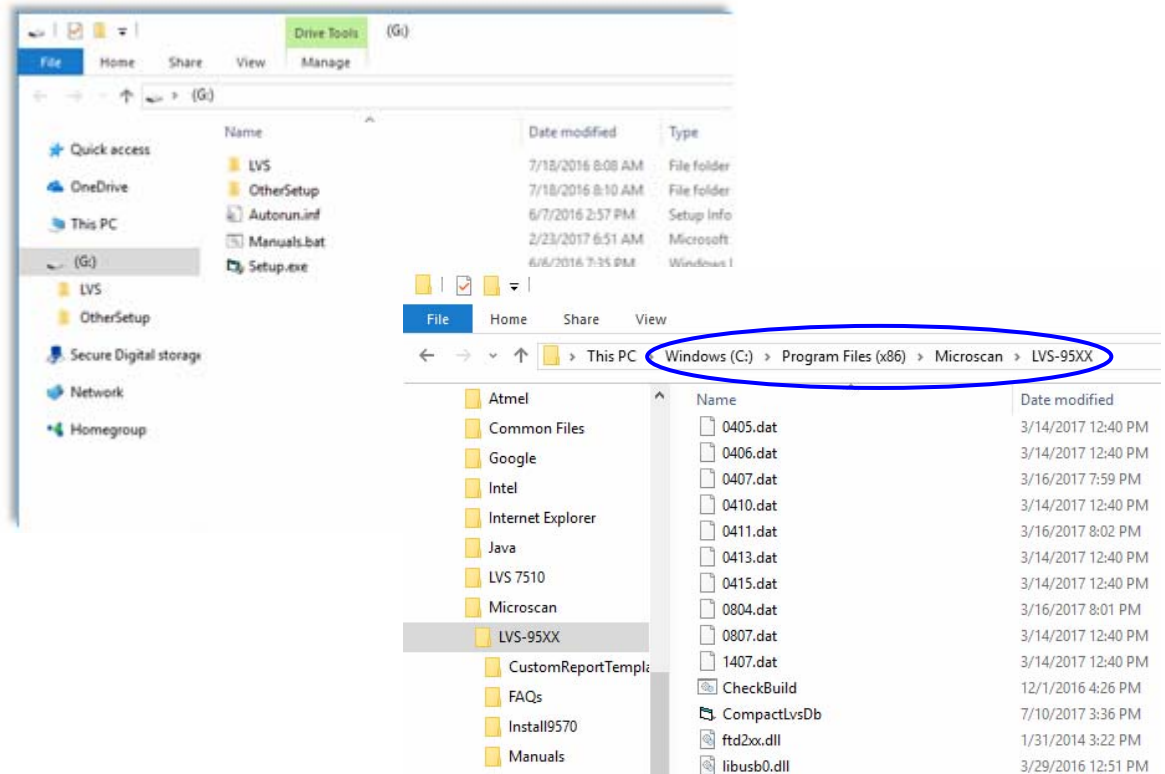 Drive Tools (G:)
File Home Share View Manage
(G:)
Name Date modified Type
Quick access
OneDrive
This PC
(G:)
LVS
OtherSetup
Secure Digital storage
Network
Homegroup
LVS 7/18/2016 8:08 AM File folder
OtherSetup 7/18/2016 8:10 AM File folder
Autorun.inf 6/7/2016 2:57 PM Setup Info
Manuals.bat 2/23/2017 6:51 AM Microsoft
Setup.exe 6/6/2016 7:35 PM Windows
File Home Share View
This PC Windows (C:) Program Files (x86) Microscan LVS-95XX
Atmel
Common Files
Google
Intel
Internet Explorer
Java
LVS 7510
Microscan
LVS-95XX
CustomReportTempla
FAQs
Install9570
Manuals
Name Date modified
0405.dat 3/14/2017 12:40 PM
0406.dat 3/14/2017 12:40 PM
0407.dat 3/16/2017 7:59 PM
0410.dat 3/14/2017 12:40 PM
0411.dat 3/16/2017 8:02 PM
0413.dat 3/14/2017 12:40 PM
0415.dat 3/14/2017 12:40 PM
0804.dat 3/16/2017 8:01 PM
0807.dat 3/14/2017 12:40 PM
1407.dat 3/14/2017 12:40 PM
CheckBuild 12/1/2016 4:26 PM
CompactLvsDb 7/10/2017 3:36 PM
ftd2xx.dll 1/31/2014 3:22 PM
libusb0.dll 3/29/2016 12:51 PM